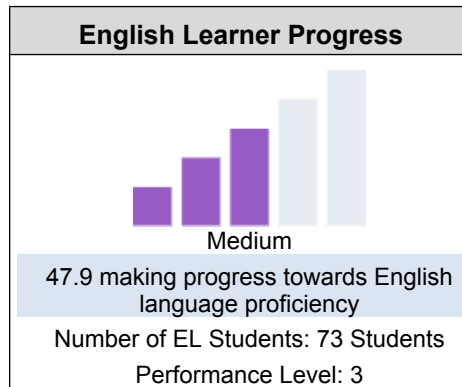 English Learner Progress
Medium
47.9 making progress towards English
language proficiency
Number of EL Students: 73 Students
Performance Level: 3